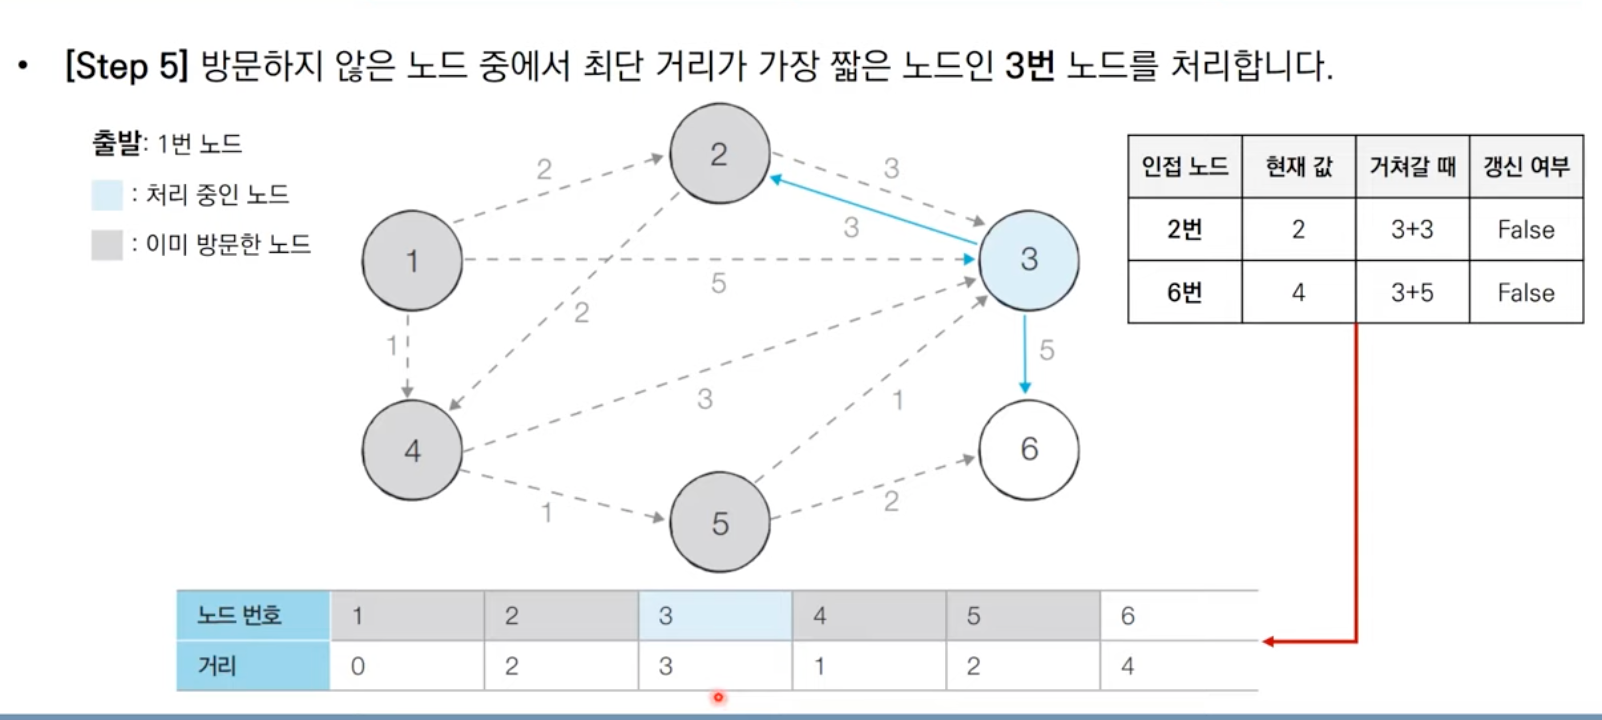 • [Step 5] 방문하지 않은 노드 중에서 최단 거리가 가장 짧은 노드인 3번 노드를 처리합니다.
출발: 1번 노드
: 처리 중인 노드
: 이미 방문한 노드
2
2
3
3
1
5
3
2
1
5
3
1
4
6
1
5
2
인접 노드 현재 값 거쳐갈 때 갱신 여부
2번 2 3+3 False
6번 4 3+5 False
노드 번호 1 2 3 4 5 6
거리 0 2 3 1 2 4